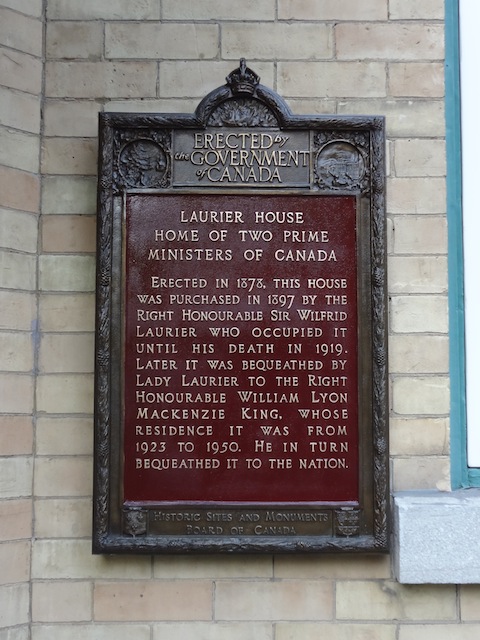 ERECTED by
the GOVERNMENT
of CANADA
LAURIER HOUSE
HOME OF TWO PRIME
MINISTERS OF CANADA
ERECTED IN 1878, THIS HOUSE
WAS PURCHASED IN 1897 BY THE
RIGHT HONOURABLE SIR WILFRID
LAURIER WHO OCCUPIED IT
UNTIL HIS DEATH IN 1919.
LATER IT WAS BEQUEATHED BY
LADY LAURIER TO THE RIGHT
HONOURABLE WILLIAM LYON
MACKENZIE KING, WHOSE
RESIDENCE IT WAS FROM
1923 TO 1950. HE IN TURN
BEQUEATHED IT TO THE NATION.
HISTORIC SITES AND MONUMENTS
BOARD OF CANADA